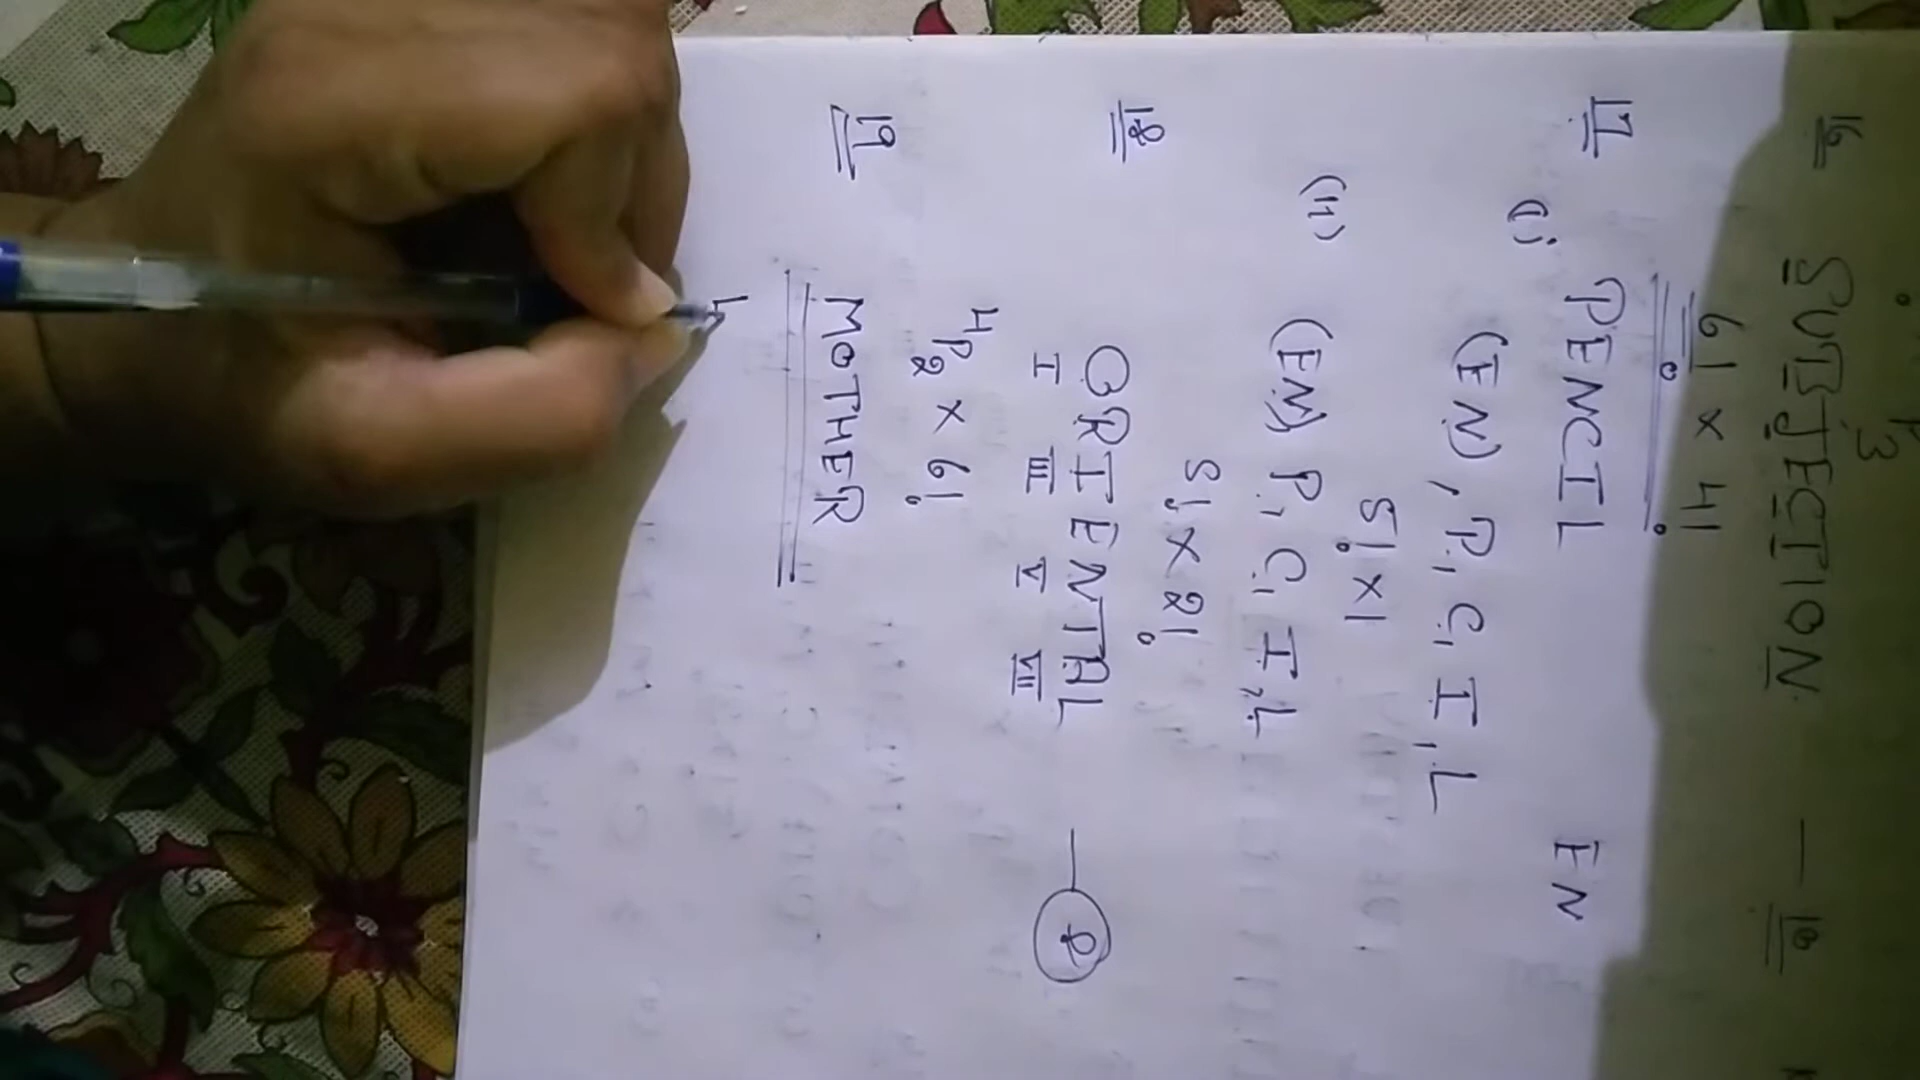 16 SUBJECTION — 10
6! × 4!
17 (i) PENCIL EN
(EN), P, C, I, L
5! × 1
(ii) (EN) P, C, I, L
5! × 2!
18 ORIENTAL — 8
I III V VII
4P2 × 6!
19 MOTHER